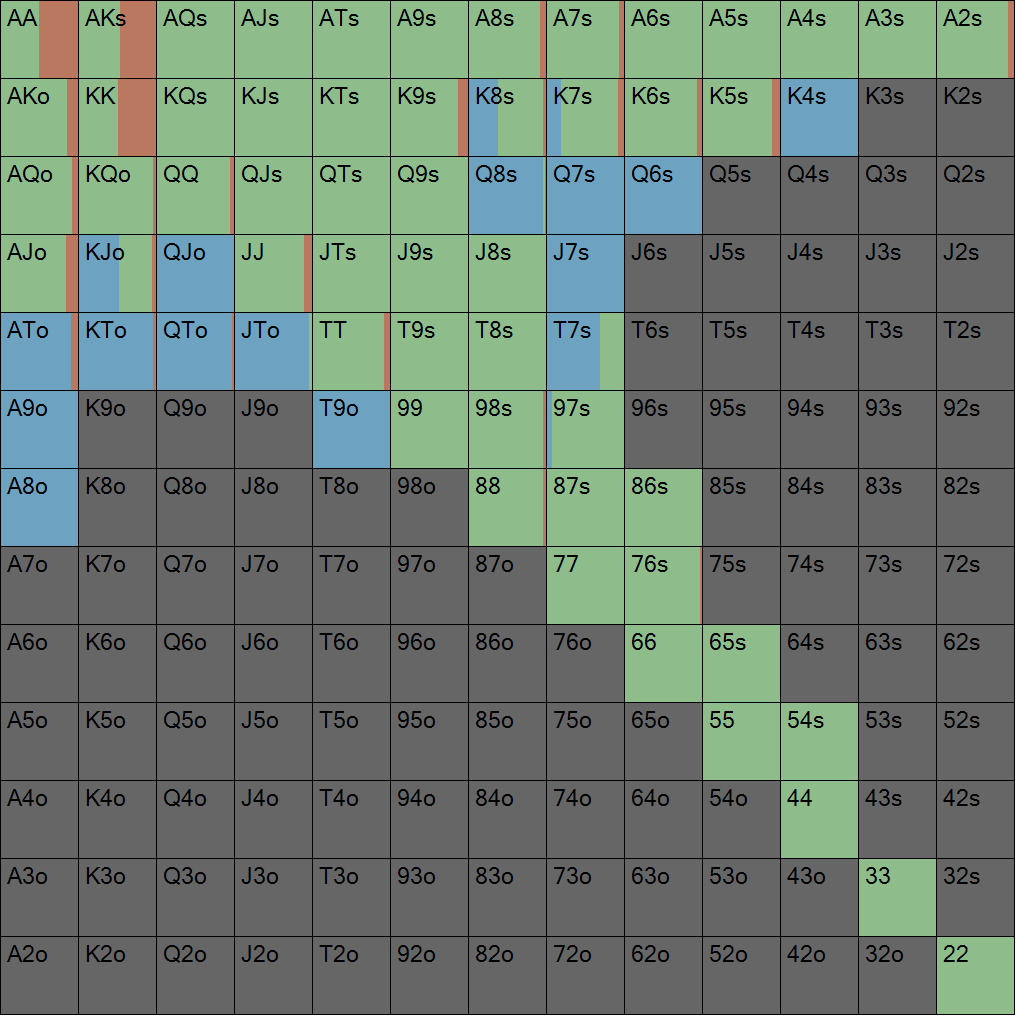 AA AKs AQs AJs ATs A9s A8s A7s A6s A5s A4s A3s A2s
AKo KK KQs KJs KTs K9s K8s K7s K6s K5s K4s K3s K2s
AQo KQo QQ QJs QTs Q9s Q8s Q7s Q6s Q5s Q4s Q3s Q2s
AJo KJo QJo JJ JTs J9s J8s J7s J6s J5s J4s J3s J2s
ATo KTo QTo JTo TT T9s T8s T7s T6s T5s T4s T3s T2s
A9o K9o Q9o J9o T9o 99 98s 97s 96s 95s 94s 93s 92s
A8o K8o Q8o J8o T8o 98o 88 87s 86s 85s 84s 83s 82s
A7o K7o Q7o J7o T7o 97o 87o 77 76s 75s 74s 73s 72s
A6o K6o Q6o J6o T6o 96o 86o 76o 66 65s 64s 63s 62s
A5o K5o Q5o J5o T5o 95o 85o 75o 65o 55 54s 53s 52s
A4o K4o Q4o J4o T4o 94o 84o 74o 64o 54o 44 43s 42s
A3o K3o Q3o J3o T3o 93o 83o 73o 63o 53o 43o 33 32s
A2o K2o Q2o J2o T2o 92o 82o 72o 62o 52o 42o 32o 22